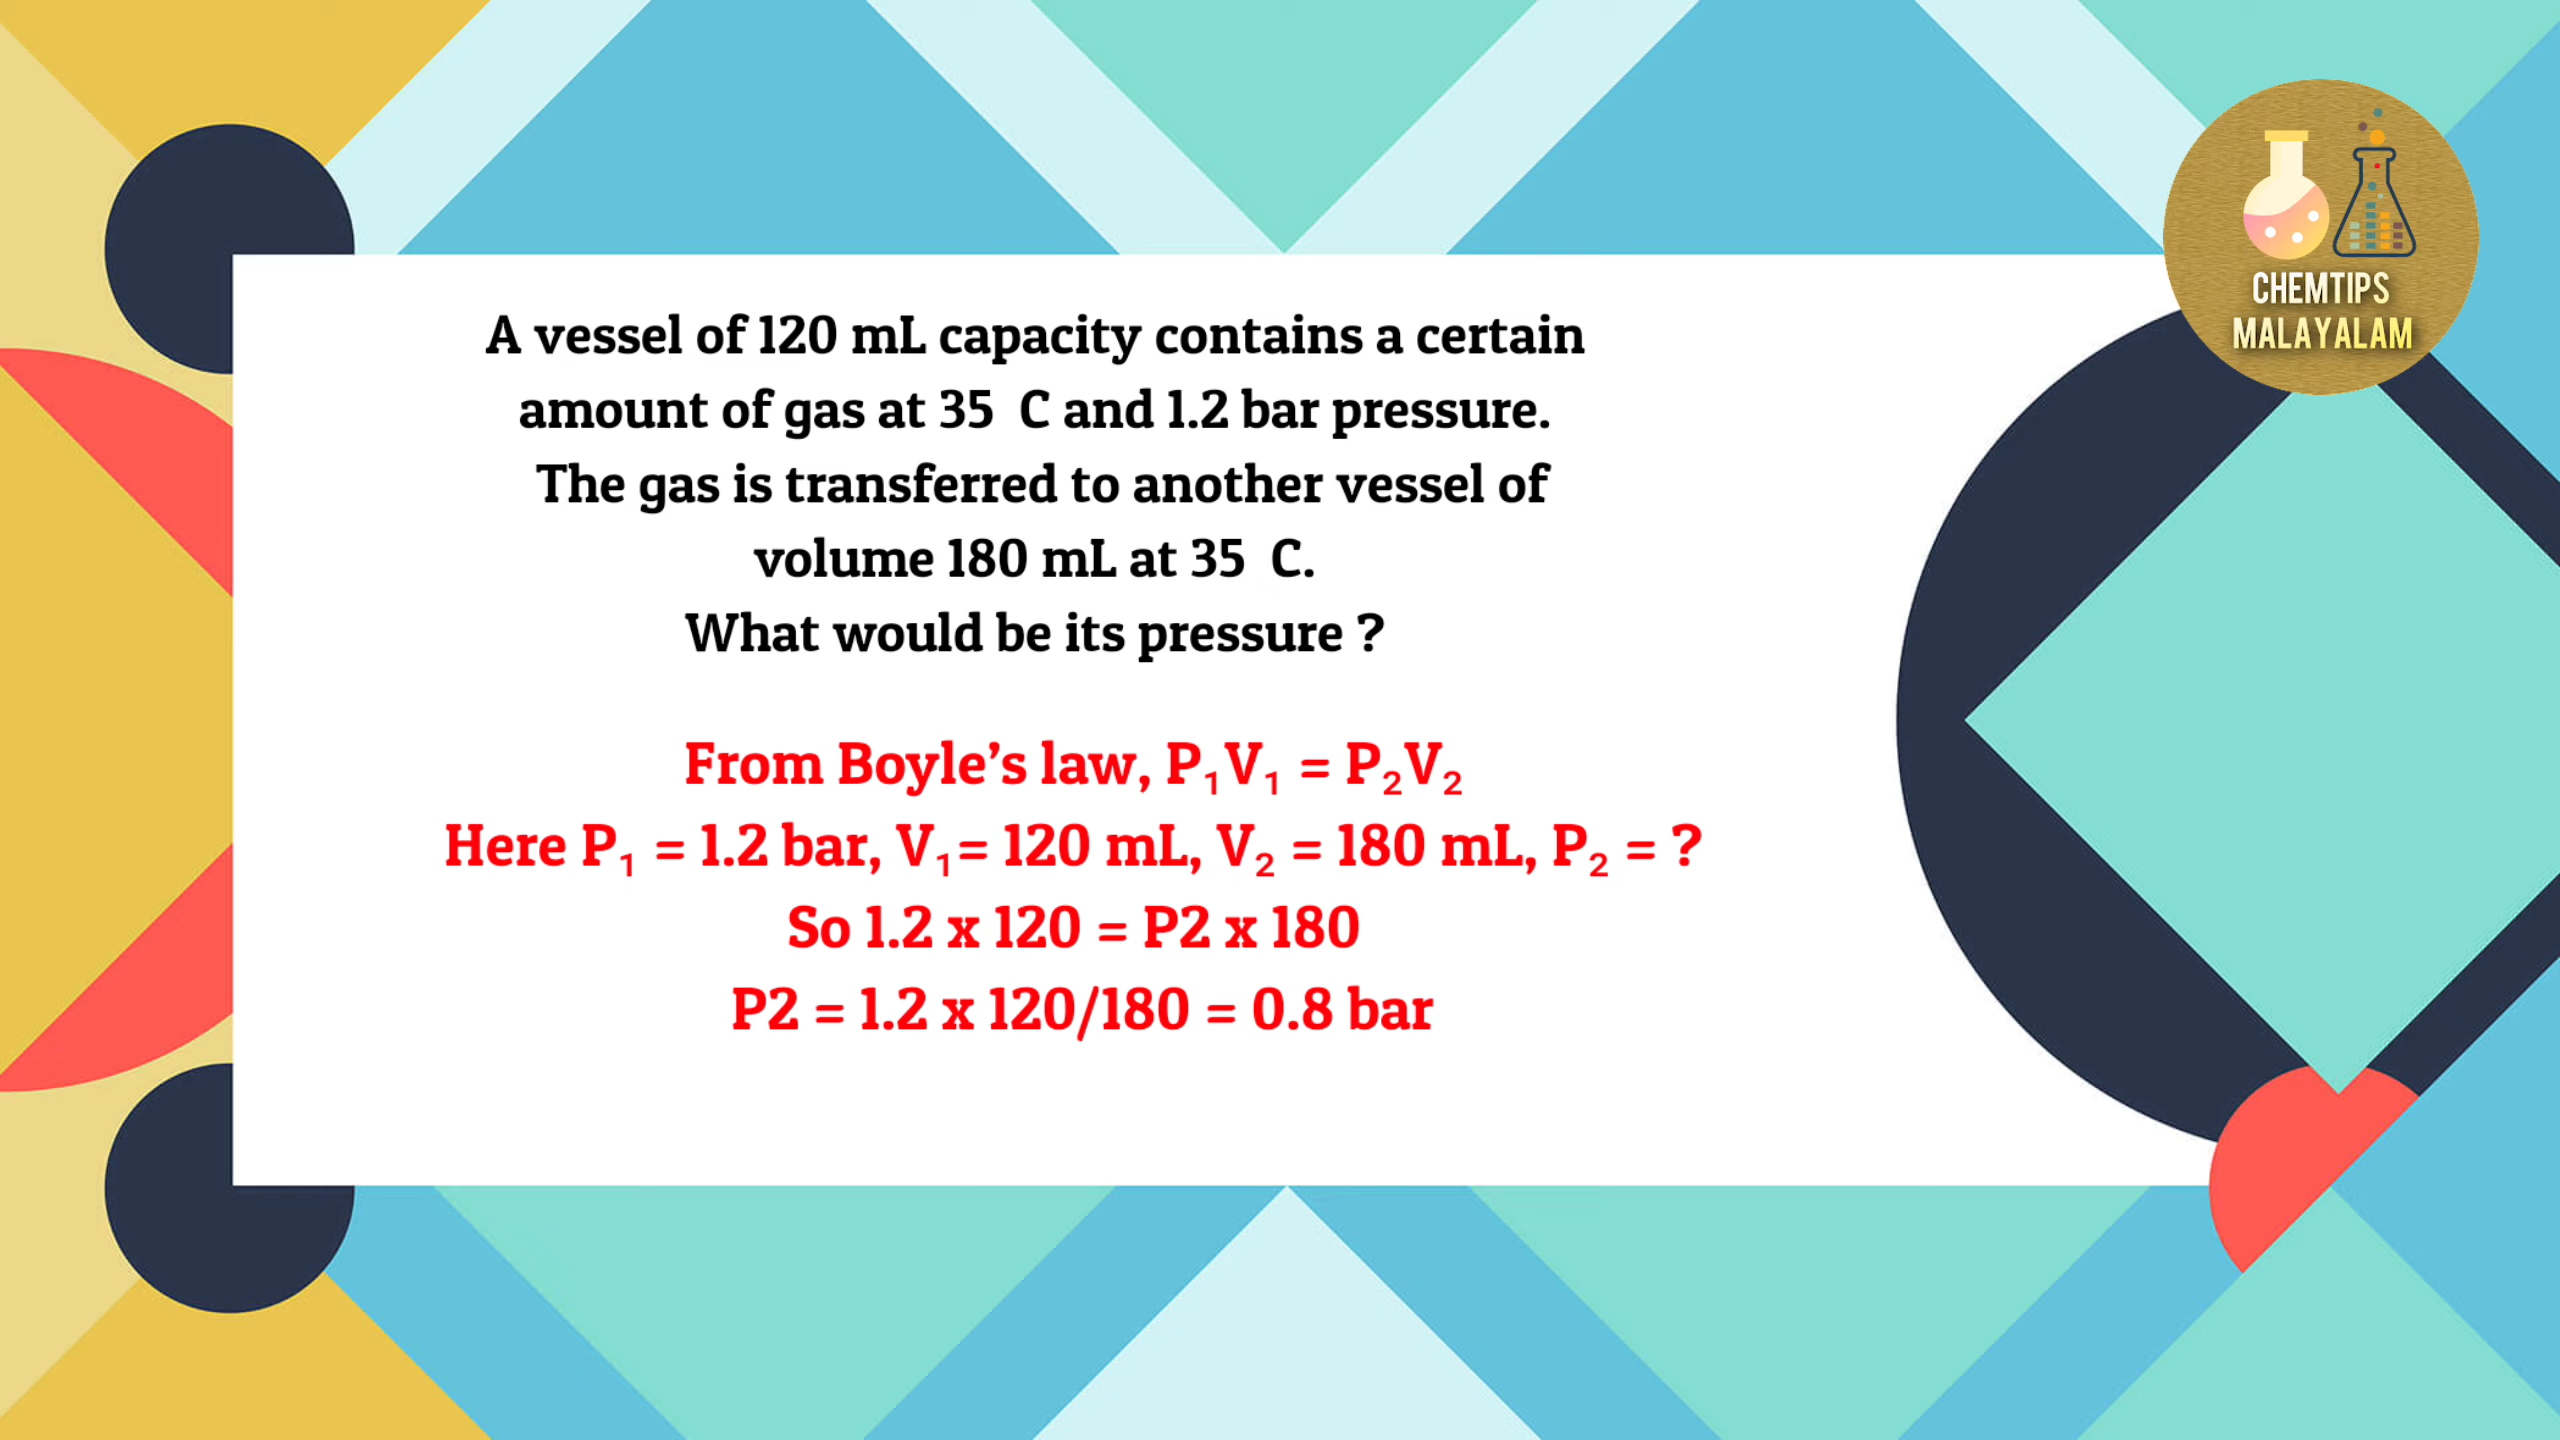 CHEMTIPS
MALAYALAM
A vessel of 120 mL capacity contains a certain
amount of gas at 35  C and 1.2 bar pressure.
The gas is transferred to another vessel of
volume 180 mL at 35  C.
What would be its pressure ?
From Boyle’s law, P₁V₁ = P₂V₂
Here P₁ = 1.2 bar, V₁= 120 mL, V₂ = 180 mL, P₂ = ?
So 1.2 x 120 = P2 x 180
P2 = 1.2 x 120/180 = 0.8 bar